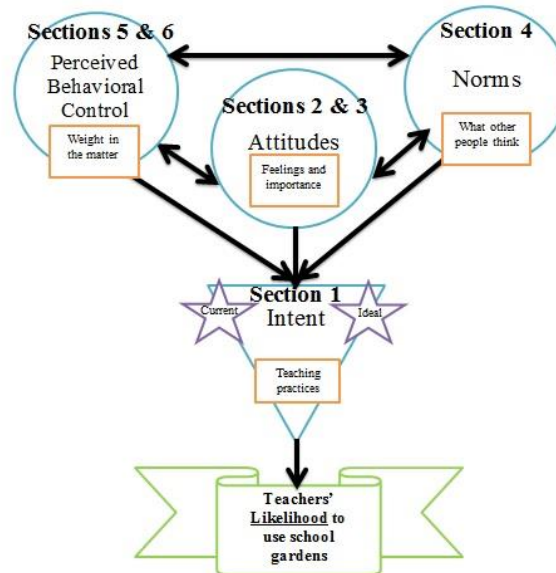 Sections 5 & 6
Perceived
Behavioral
Control
Weight in
the matter
Sections 2 & 3
Attitudes
Feelings and
importance
Section 4
Norms
What other
people think
Section 1
Intent
Current
Ideal
Teaching
practices
Teachers'
Likelihood to
use school
gardens